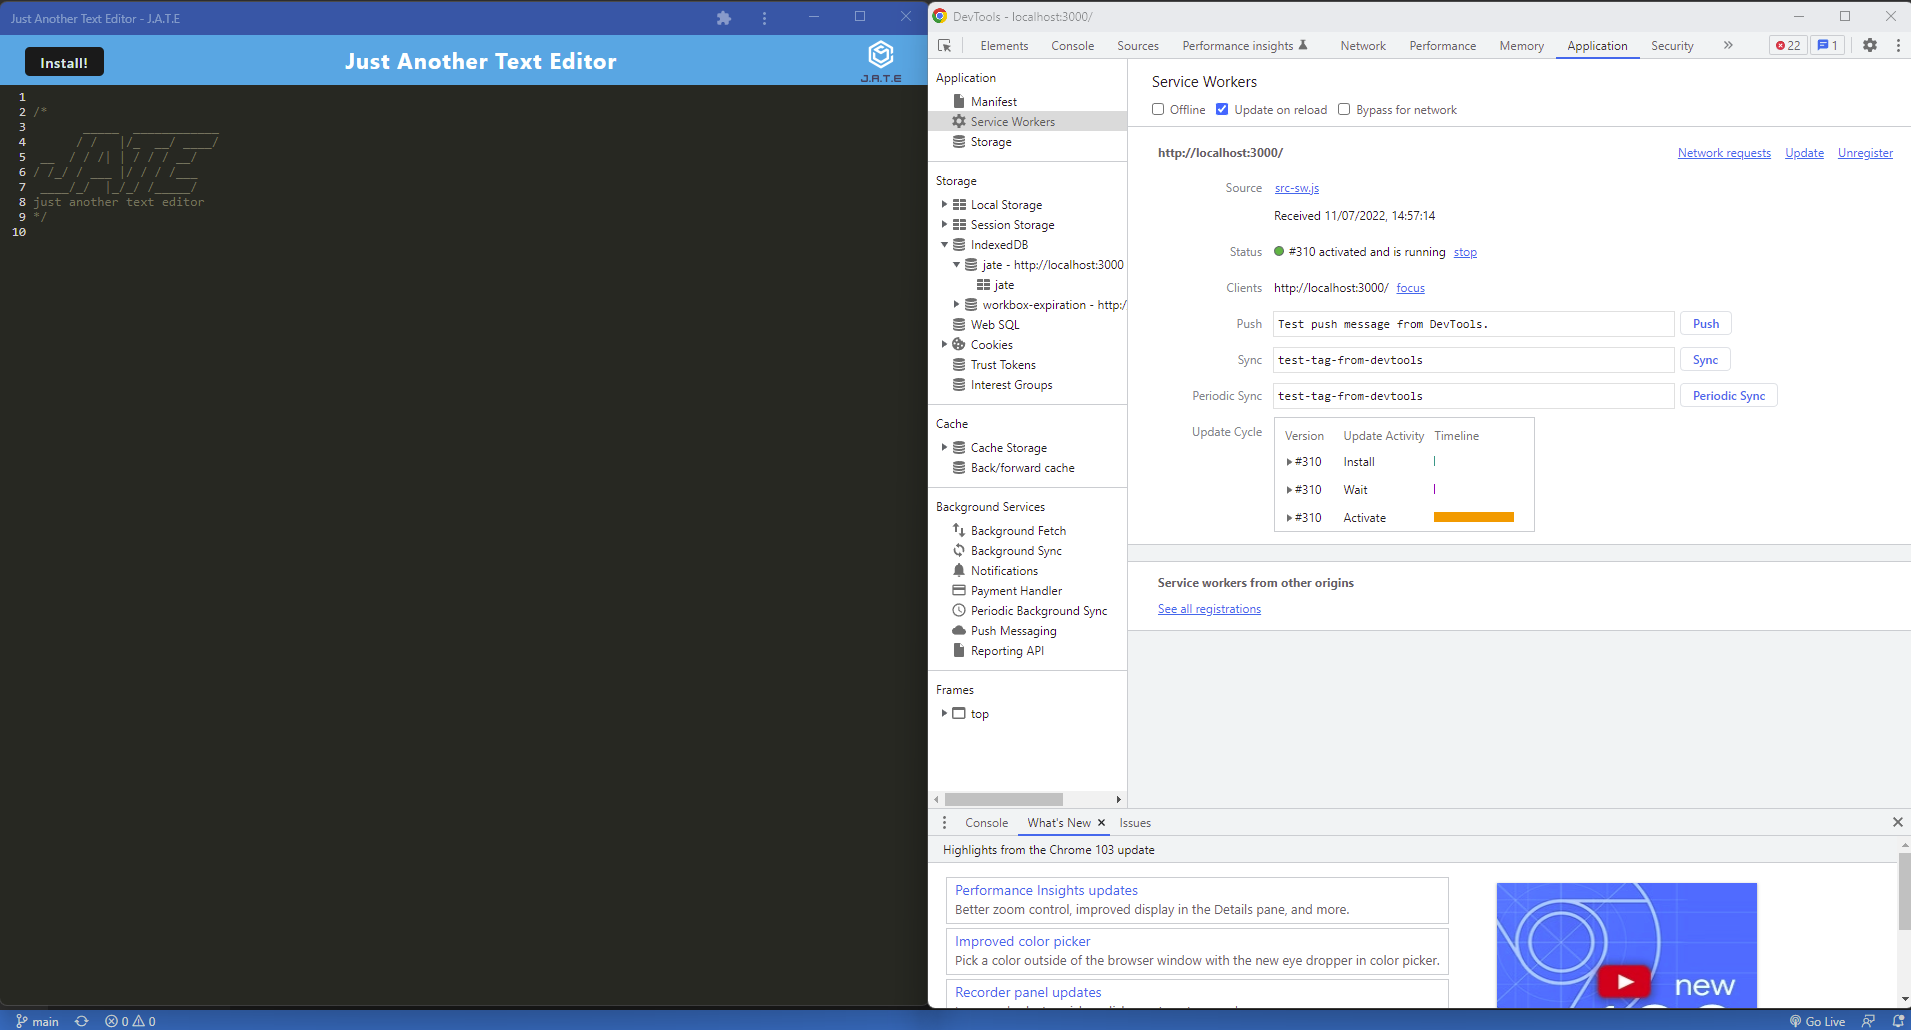 Just Another Text Editor - J.A.T.E
Install!
Just Another Text Editor
J.A.T.E
1
2 /*
3       _____  ____________
4      / /   |/_  __/ ____/
5  __  / / /| | / / / __/
6 / /_/ / ___ |/ / / /___
7  ____/_/  |_/_/ /_____/
8 just another text editor
9 */
10
main
0 0
DevTools - localhost:3000/
Elements Console Sources Performance insights Network Performance Memory Application Security » 22 1
Application
Manifest
Service Workers
Storage
Storage
Local Storage
Session Storage
IndexedDB
jate - http://localhost:3000
jate
workbox-expiration - http:/
Web SQL
Cookies
Trust Tokens
Interest Groups
Cache
Cache Storage
Back/forward cache
Background Services
Background Fetch
Background Sync
Notifications
Payment Handler
Periodic Background Sync
Push Messaging
Reporting API
Frames
top
Service Workers
Offline Update on reload Bypass for network
http://localhost:3000/ Network requests Update Unregister
Source src-sw.js
Received 11/07/2022, 14:57:14
Status #310 activated and is running stop
Clients http://localhost:3000/ focus
Push Test push message from DevTools. Push
Sync test-tag-from-devtools Sync
Periodic Sync test-tag-from-devtools Periodic Sync
Update Cycle Version Update Activity Timeline
#310 Install
#310 Wait
#310 Activate
Service workers from other origins
See all registrations
Console What's New Issues
Highlights from the Chrome 103 update
Performance Insights updates
Better zoom control, improved display in the Details pane, and more.
Improved color picker
Pick a color outside of the browser window with the new eye dropper in color picker.
Recorder panel updates
new
Go Live